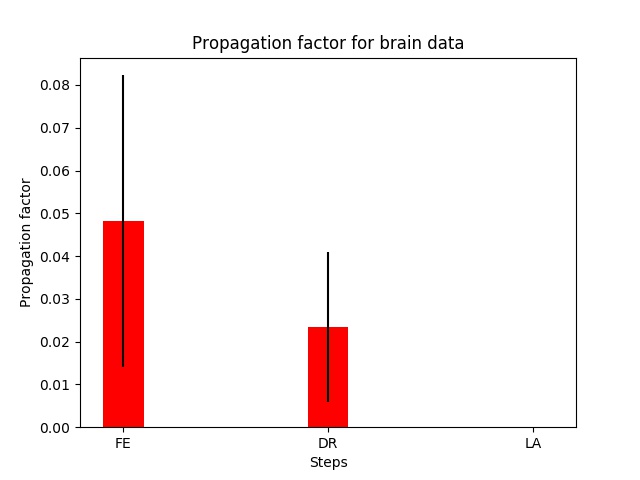 Propagation factor for brain data
Propagation factor
0.08
0.07
0.06
0.05
0.04
0.03
0.02
0.01
0.00
FE DR LA
Steps